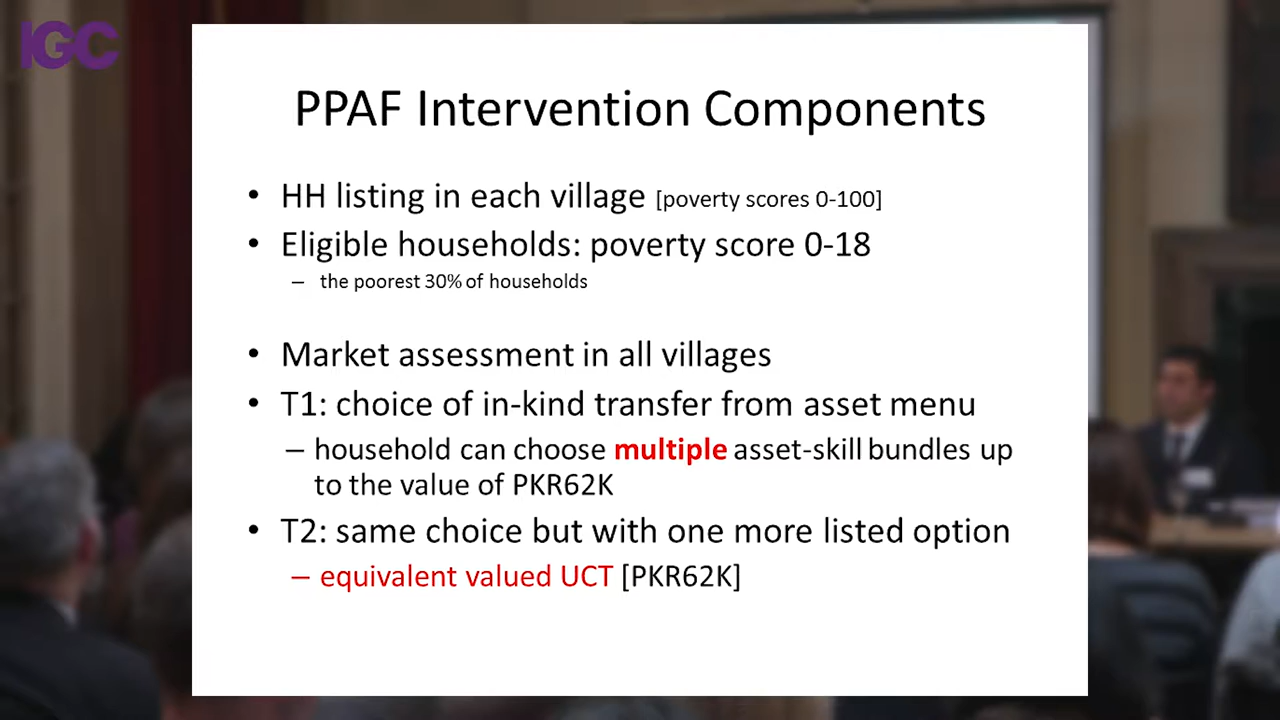 IGC
PPAF Intervention Components
• HH listing in each village [poverty scores 0-100]
• Eligible households: poverty score 0-18
– the poorest 30% of households
• Market assessment in all villages
• T1: choice of in-kind transfer from asset menu
– household can choose multiple asset-skill bundles up
to the value of PKR62K
• T2: same choice but with one more listed option
– equivalent valued UCT [PKR62K]